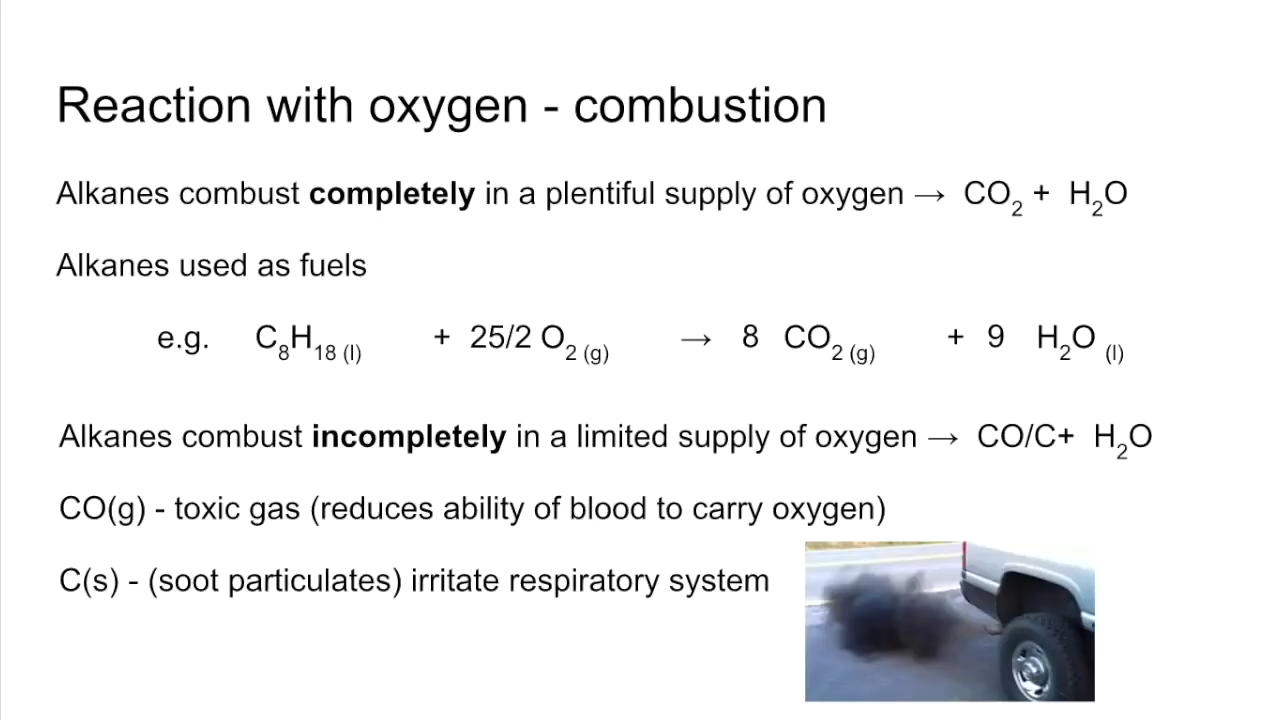 Reaction with oxygen - combustion
Alkanes combust completely in a plentiful supply of oxygen → CO₂ + H₂O
Alkanes used as fuels
e.g. C₈H₁₈ (l) + 25/2 O₂ (g) → 8 CO₂ (g) + 9 H₂O (l)
Alkanes combust incompletely in a limited supply of oxygen → CO/C+ H₂O
CO(g) - toxic gas (reduces ability of blood to carry oxygen)
C(s) - (soot particulates) irritate respiratory system